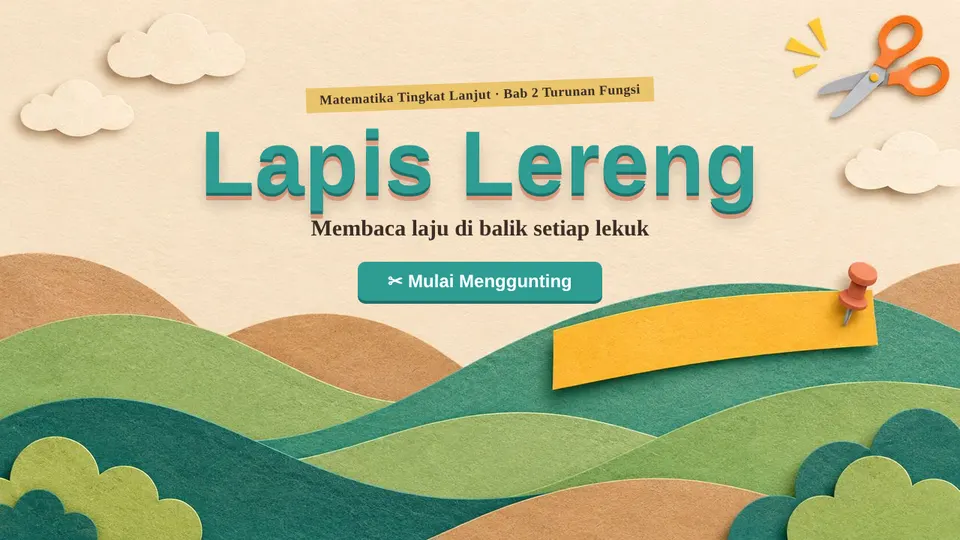 Matematika Tingkat Lanjut · Bab 2 Turunan Fungsi
Lapis Lereng
Membaca laju di balik setiap lekuk
✂ Mulai Menggunting